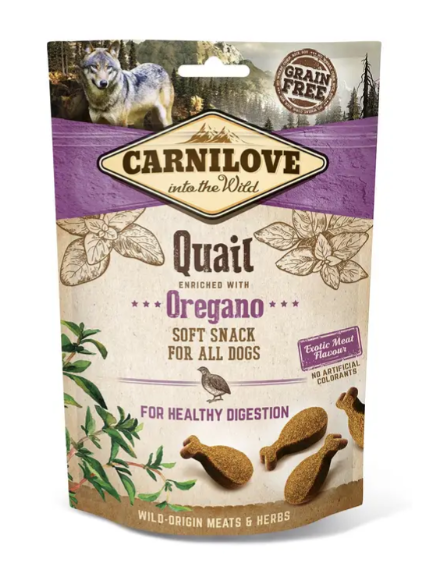 GRAIN
FREE
CARNILOVE
into the Wild
Quail
ENRICHED WITH
Oregano
SOFT SNACK
FOR ALL DOGS
Exotic Meat
Flavour
NO ARTIFICIAL
COLORANTS
FOR HEALTHY DIGESTION
WILD-ORIGIN MEATS & HERBS